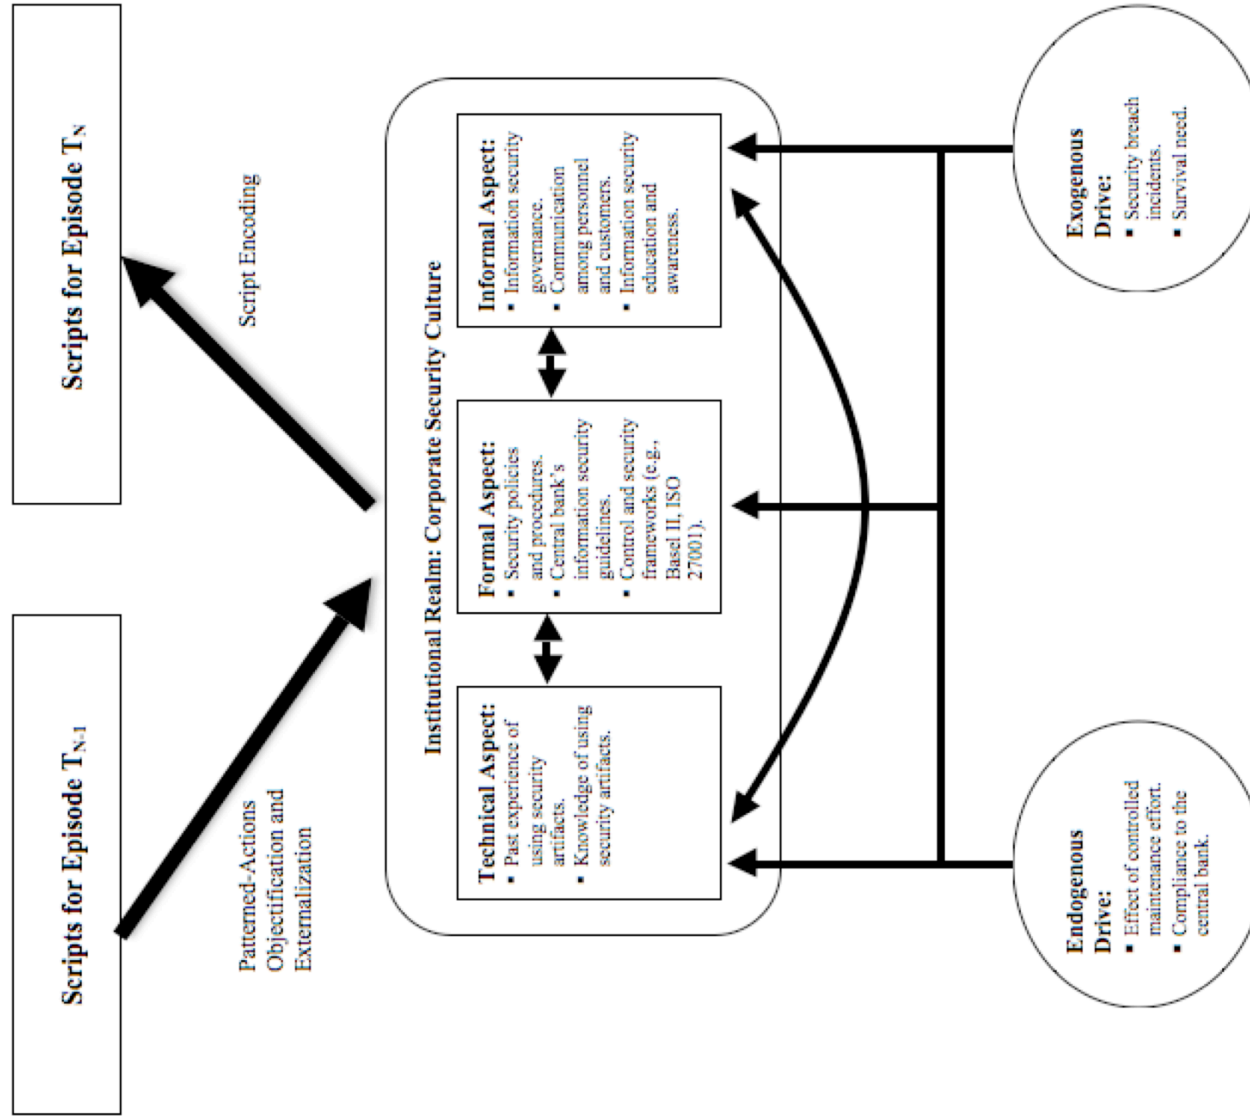 Scripts for Episode T_N-1
Scripts for Episode T_N
Patterned-Actions
Objectification and
Externalization
Script Encoding
Institutional Realm: Corporate Security Culture
Technical Aspect:
▪ Past experience of
using security
artifacts.
▪ Knowledge of using
security artifacts.
Formal Aspect:
▪ Security policies
and procedures.
▪ Central bank's
information security
guidelines.
▪ Control and security
frameworks (e.g.,
Basel II, ISO
27001).
Informal Aspect:
▪ Information security
governance.
▪ Communication
among personnel
and customers.
▪ Information security
education and
awareness.
Endogenous
Drive:
▪ Effect of controlled
maintenance effort.
▪ Compliance to the
central bank.
Exogenous
Drive:
▪ Security breach
incidents.
▪ Survival need.